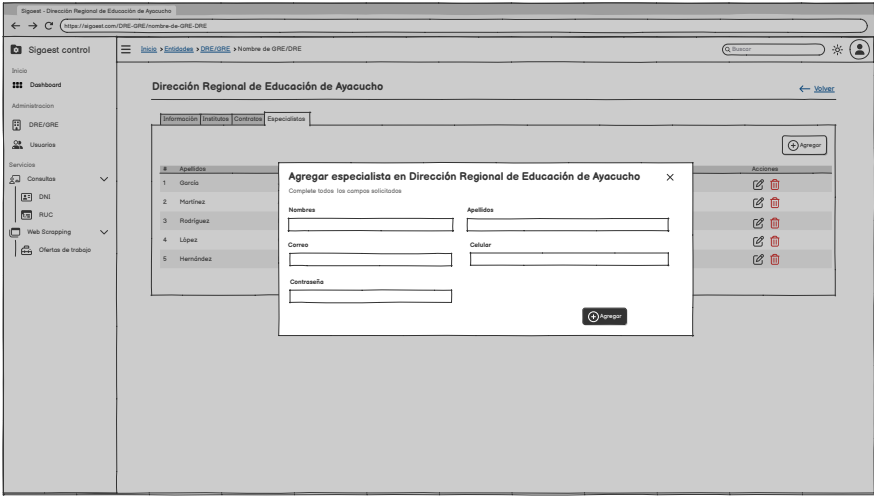 Sigoest - Dirección Regional de Educación de Ayacucho
https://sigoest.com/DRE-GRE/nombre-de-GRE-DRE
Sigoest control
Inicio > Entidades > DRE/GRE > Nombre de GRE/DRE
Buscar
Inicio
Dashboard
Administracion
DRE/GRE
Usuarios
Servicios
Consultas
DNI
RUC
Web Scrapping
Ofertas de trabajo
Dirección Regional de Educación de Ayacucho
Volver
Información Institutos Contratos Especialistas
Agregar
# Apellidos Acciones
1 García
2 Martínez
3 Rodríguez
4 López
5 Hernández
Agregar especialista en Dirección Regional de Educación de Ayacucho
Complete todos los campos solicitados
Nombres Apellidos
Correo Celular
Contraseña
Agregar